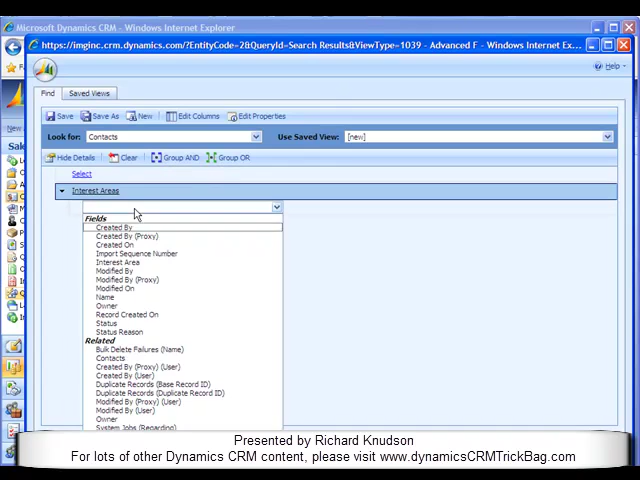 Microsoft Dynamics CRM - Windows Internet Explorer
https://imginc.crm.dynamics.com/?EntityCode=2&QueryId=Search Results&ViewType=1039 - Advanced F - Windows Internet Ex...
Help
Find
Saved Views
Save
Save As
New
Edit Columns
Edit Properties
Look for:
Contacts
Use Saved View:
[new]
Hide Details
Clear
Group AND
Group OR
Select
Interest Areas
Fields
Created By
Created By (Proxy)
Created On
Import Sequence Number
Interest Area
Modified By
Modified By (Proxy)
Modified On
Name
Owner
Record Created On
Status
Status Reason
Related
Bulk Delete Failures (Name)
Contacts
Created By (Proxy) (User)
Created By (User)
Duplicate Records (Base Record ID)
Duplicate Records (Duplicate Record ID)
Modified By (Proxy) (User)
Modified By (User)
Owner
System Jobs (Regarding)
Presented by Richard Knudson
For lots of other Dynamics CRM content, please visit www.dynamicsCRMTrickBag.com